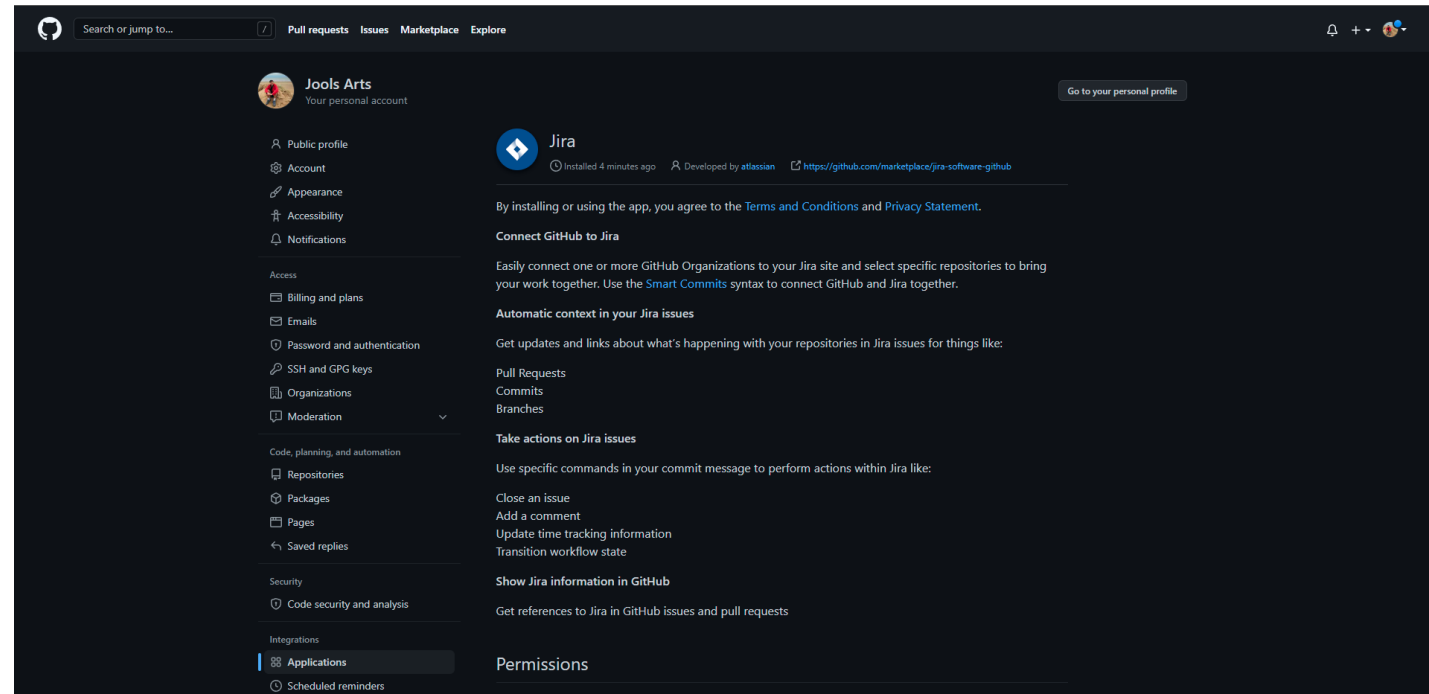 Search or jump to... / Pull requests Issues Marketplace Explore
Jools Arts
Your personal account
Go to your personal profile
Public profile
Account
Appearance
Accessibility
Notifications
Access
Billing and plans
Emails
Password and authentication
SSH and GPG keys
Organizations
Moderation
Code, planning, and automation
Repositories
Packages
Pages
Saved replies
Security
Code security and analysis
Integrations
Applications
Scheduled reminders
Jira
Installed 4 minutes ago Developed by atlassian https://github.com/marketplace/jira-software-github
By installing or using the app, you agree to the Terms and Conditions and Privacy Statement.
Connect GitHub to Jira
Easily connect one or more GitHub Organizations to your Jira site and select specific repositories to bring
your work together. Use the Smart Commits syntax to connect GitHub and Jira together.
Automatic context in your Jira issues
Get updates and links about what's happening with your repositories in Jira issues for things like:
Pull Requests
Commits
Branches
Take actions on Jira issues
Use specific commands in your commit message to perform actions within Jira like:
Close an issue
Add a comment
Update time tracking information
Transition workflow state
Show Jira information in GitHub
Get references to Jira in GitHub issues and pull requests
Permissions